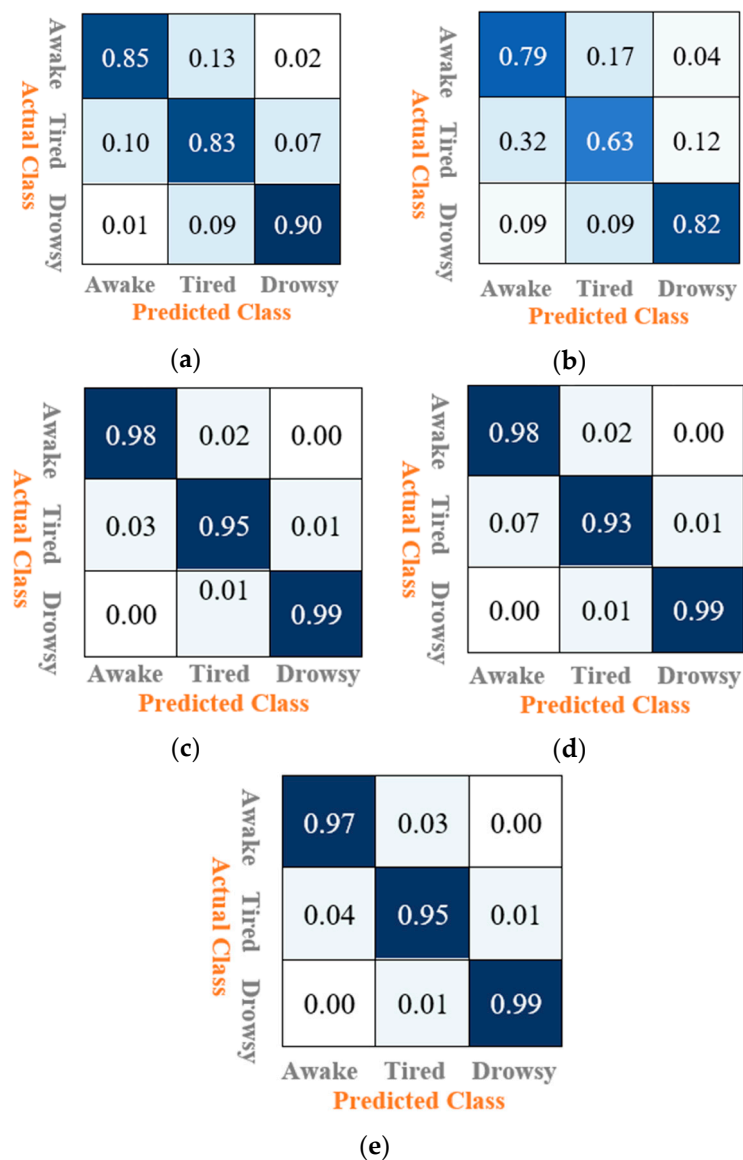 Actual Class
Awake Tired Drowsy
0.85 0.13 0.02
0.10 0.83 0.07
0.01 0.09 0.90
Awake Tired Drowsy
Predicted Class
(a)
Actual Class
Awake Tired Drowsy
0.79 0.17 0.04
0.32 0.63 0.12
0.09 0.09 0.82
Awake Tired Drowsy
Predicted Class
(b)
Actual Class
Awake Tired Drowsy
0.98 0.02 0.00
0.03 0.95 0.01
0.00 0.01 0.99
Awake Tired Drowsy
Predicted Class
(c)
Actual Class
Awake Tired Drowsy
0.98 0.02 0.00
0.07 0.93 0.01
0.00 0.01 0.99
Awake Tired Drowsy
Predicted Class
(d)
Actual Class
Awake Tired Drowsy
0.97 0.03 0.00
0.04 0.95 0.01
0.00 0.01 0.99
Awake Tired Drowsy
Predicted Class
(e)